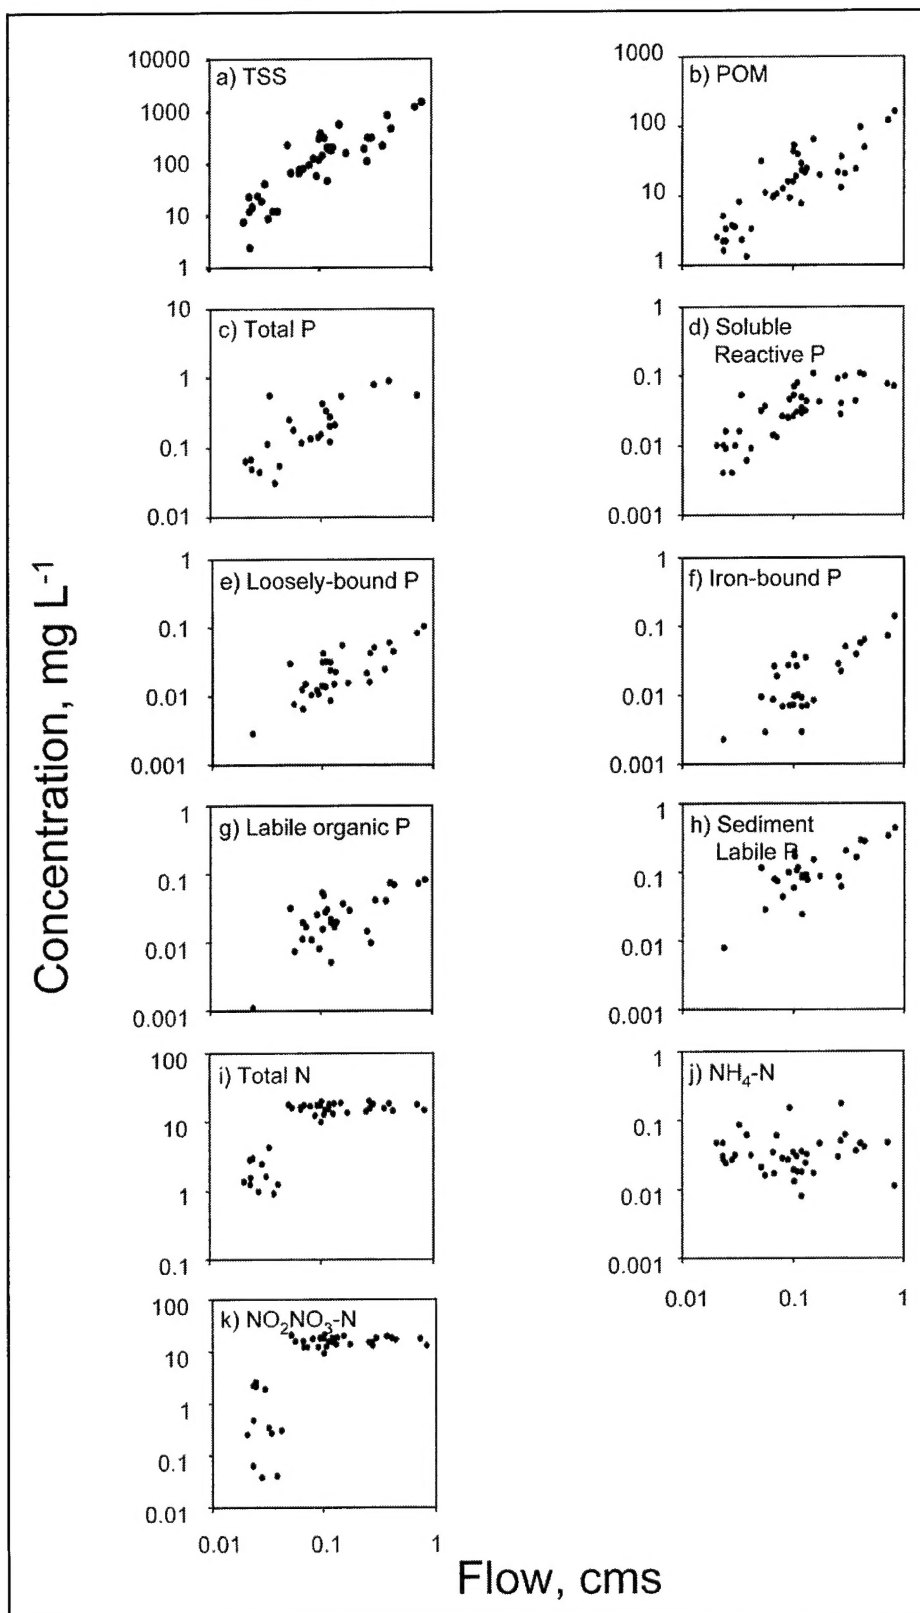 10000
1000
100
10
1
a) TSS
1000
100
10
1
b) POM
10
1
0.1
0.01
c) Total P
1
0.1
0.01
0.001
d) Soluble
Reactive P
1
0.1
0.01
0.001
e) Loosely-bound P
1
0.1
0.01
0.001
f) Iron-bound P
1
0.1
0.01
0.001
g) Labile organic P
1
0.1
0.01
0.001
h) Sediment
Labile P
100
10
1
0.1
i) Total N
1
0.1
0.01
0.001
j) NH₄-N
0.01 0.1 1
100
10
1
0.1
0.01
k) NO₂NO₃-N
0.01 0.1 1
Concentration, mg L⁻¹
Flow, cms